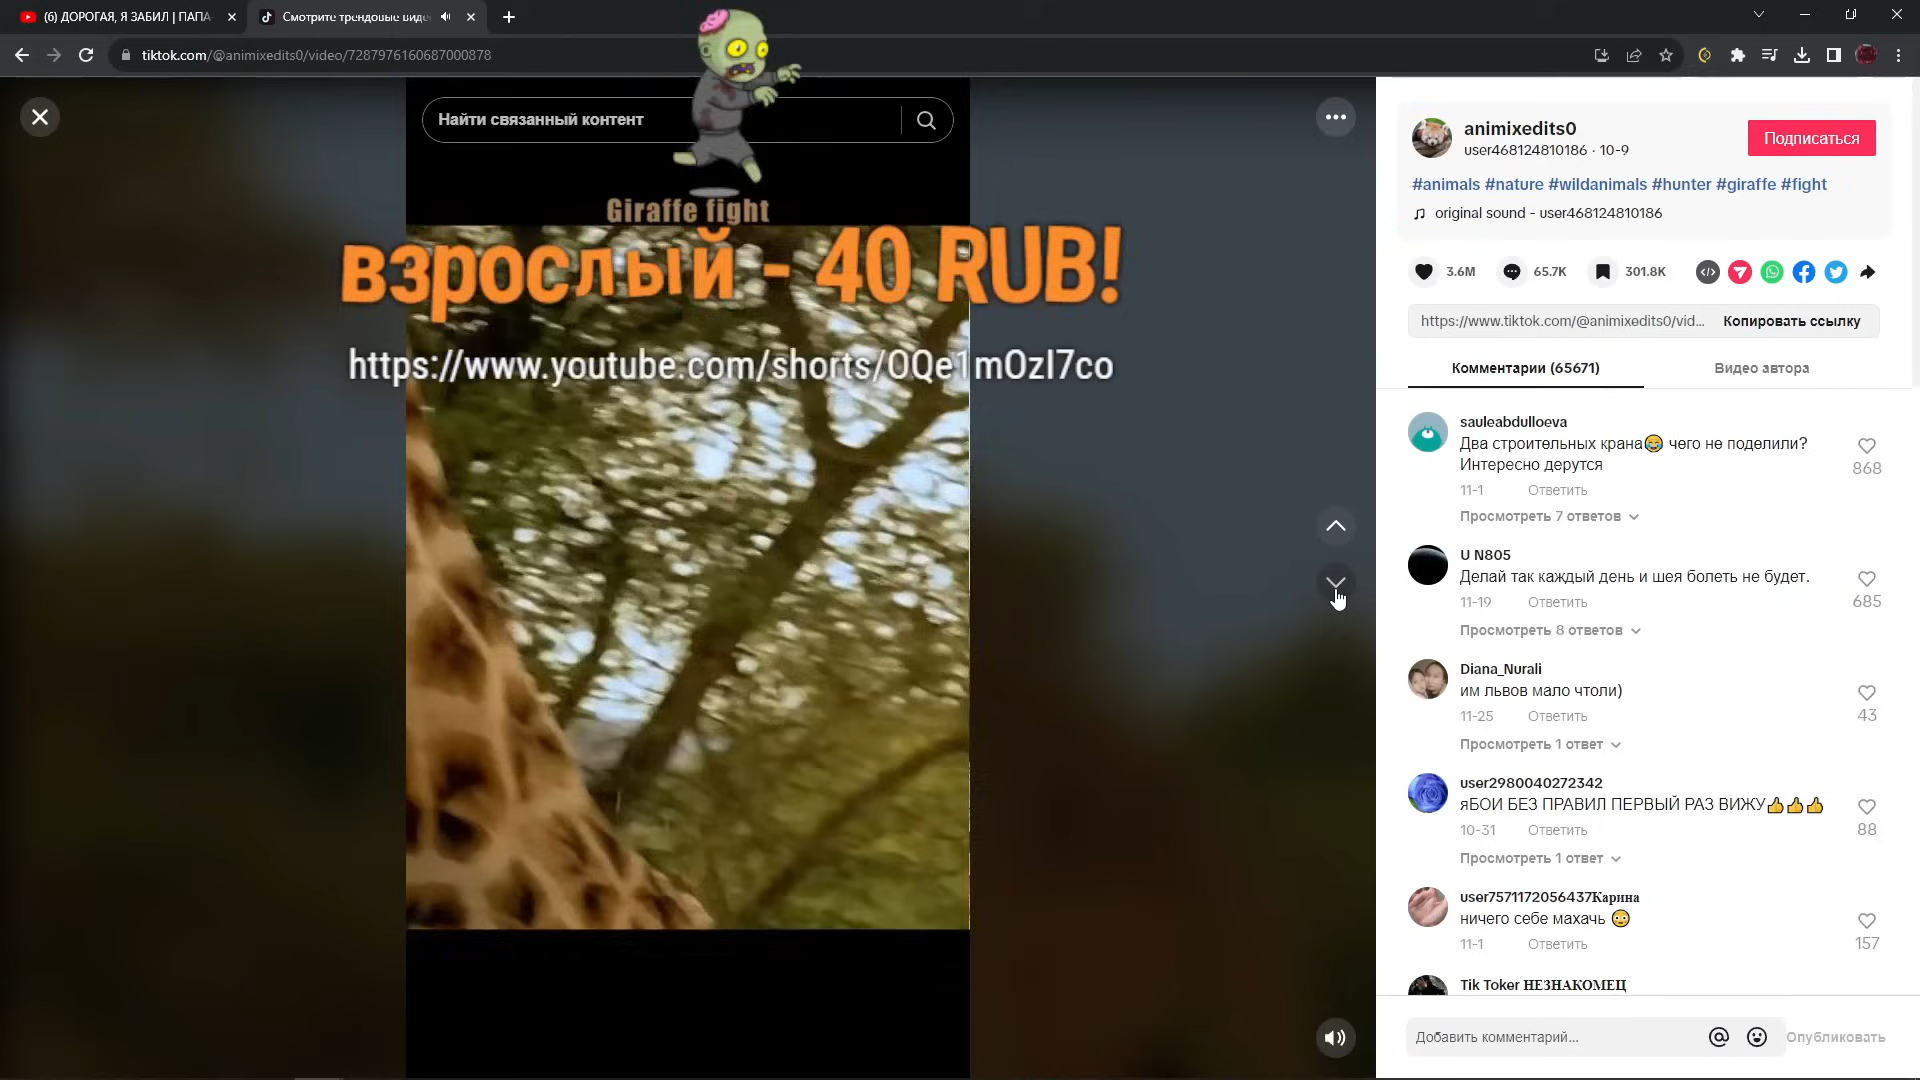 (6) ДОРОГАЯ, Я ЗАБИЛ | ПАПА
Смотрите трендовые виде
tiktok.com/@animixedits0/video/7287976160687000878
Найти связанный контент
Giraffe fight
взрослый - 40 RUB!
https://www.youtube.com/shorts/OQe1mOzI7co
animixedits0
user468124810186 · 10-9
Подписаться
#animals #nature #wildanimals #hunter #giraffe #fight
original sound - user468124810186
3.6M
65.7K
301.8K
https://www.tiktok.com/@animixedits0/vid...
Копировать ссылку
Комментарии (65671)
Видео автора
sauleabdulloeva
Два строительных крана😂 чего не поделили?
Интересно дерутся
868
11-1 Ответить
Просмотреть 7 ответов
U N805
Делай так каждый день и шея болеть не будет.
685
11-19 Ответить
Просмотреть 8 ответов
Diana_Nurali
им львов мало чтоли)
43
11-25 Ответить
Просмотреть 1 ответ
user2980040272342
яБОИ БЕЗ ПРАВИЛ ПЕРВЫЙ РАЗ ВИЖУ👍👍👍
88
10-31 Ответить
Просмотреть 1 ответ
user7571172056437Карина
ничего себе махачь 😳
157
11-1 Ответить
Tik Toker НЕЗНАКОМЕЦ
Добавить комментарий...
Опубликовать